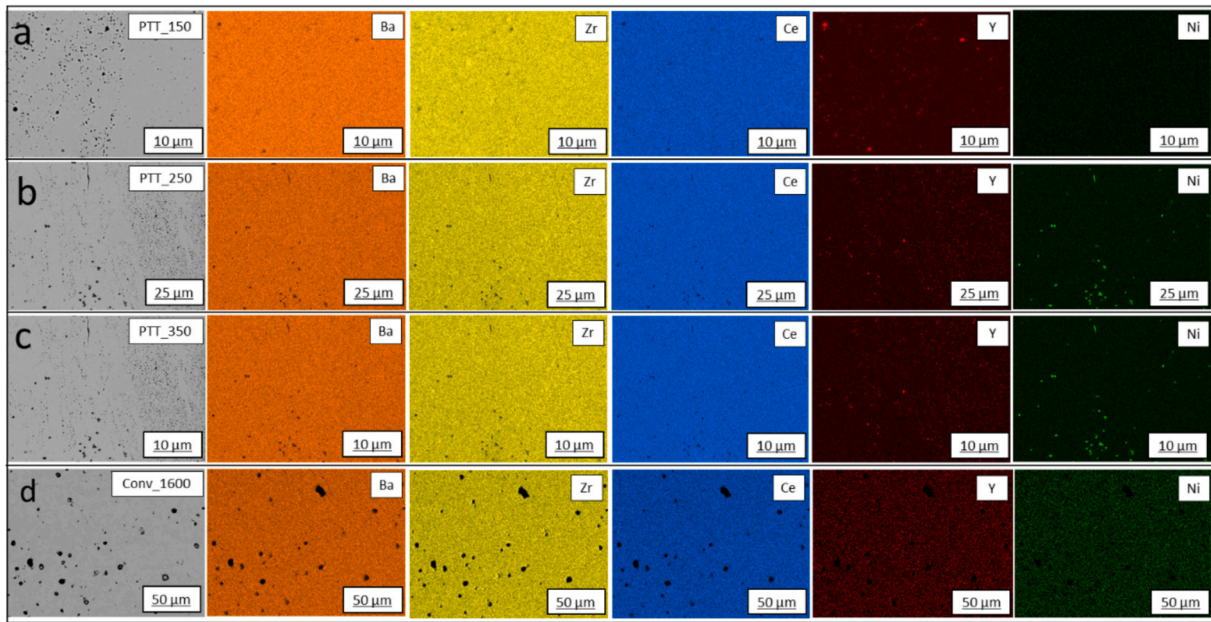 a
PTT_150
Ba
Zr
Ce
Y
Ni
10 µm
10 µm
10 µm
10 µm
10 µm
10 µm
b
PTT_250
Ba
Zr
Ce
Y
Ni
25 µm
25 µm
25 µm
25 µm
25 µm
25 µm
c
PTT_350
Ba
Zr
Ce
Y
Ni
10 µm
10 µm
10 µm
10 µm
10 µm
10 µm
d
Conv_1600
Ba
Zr
Ce
Y
Ni
50 µm
50 µm
50 µm
50 µm
50 µm
50 µm